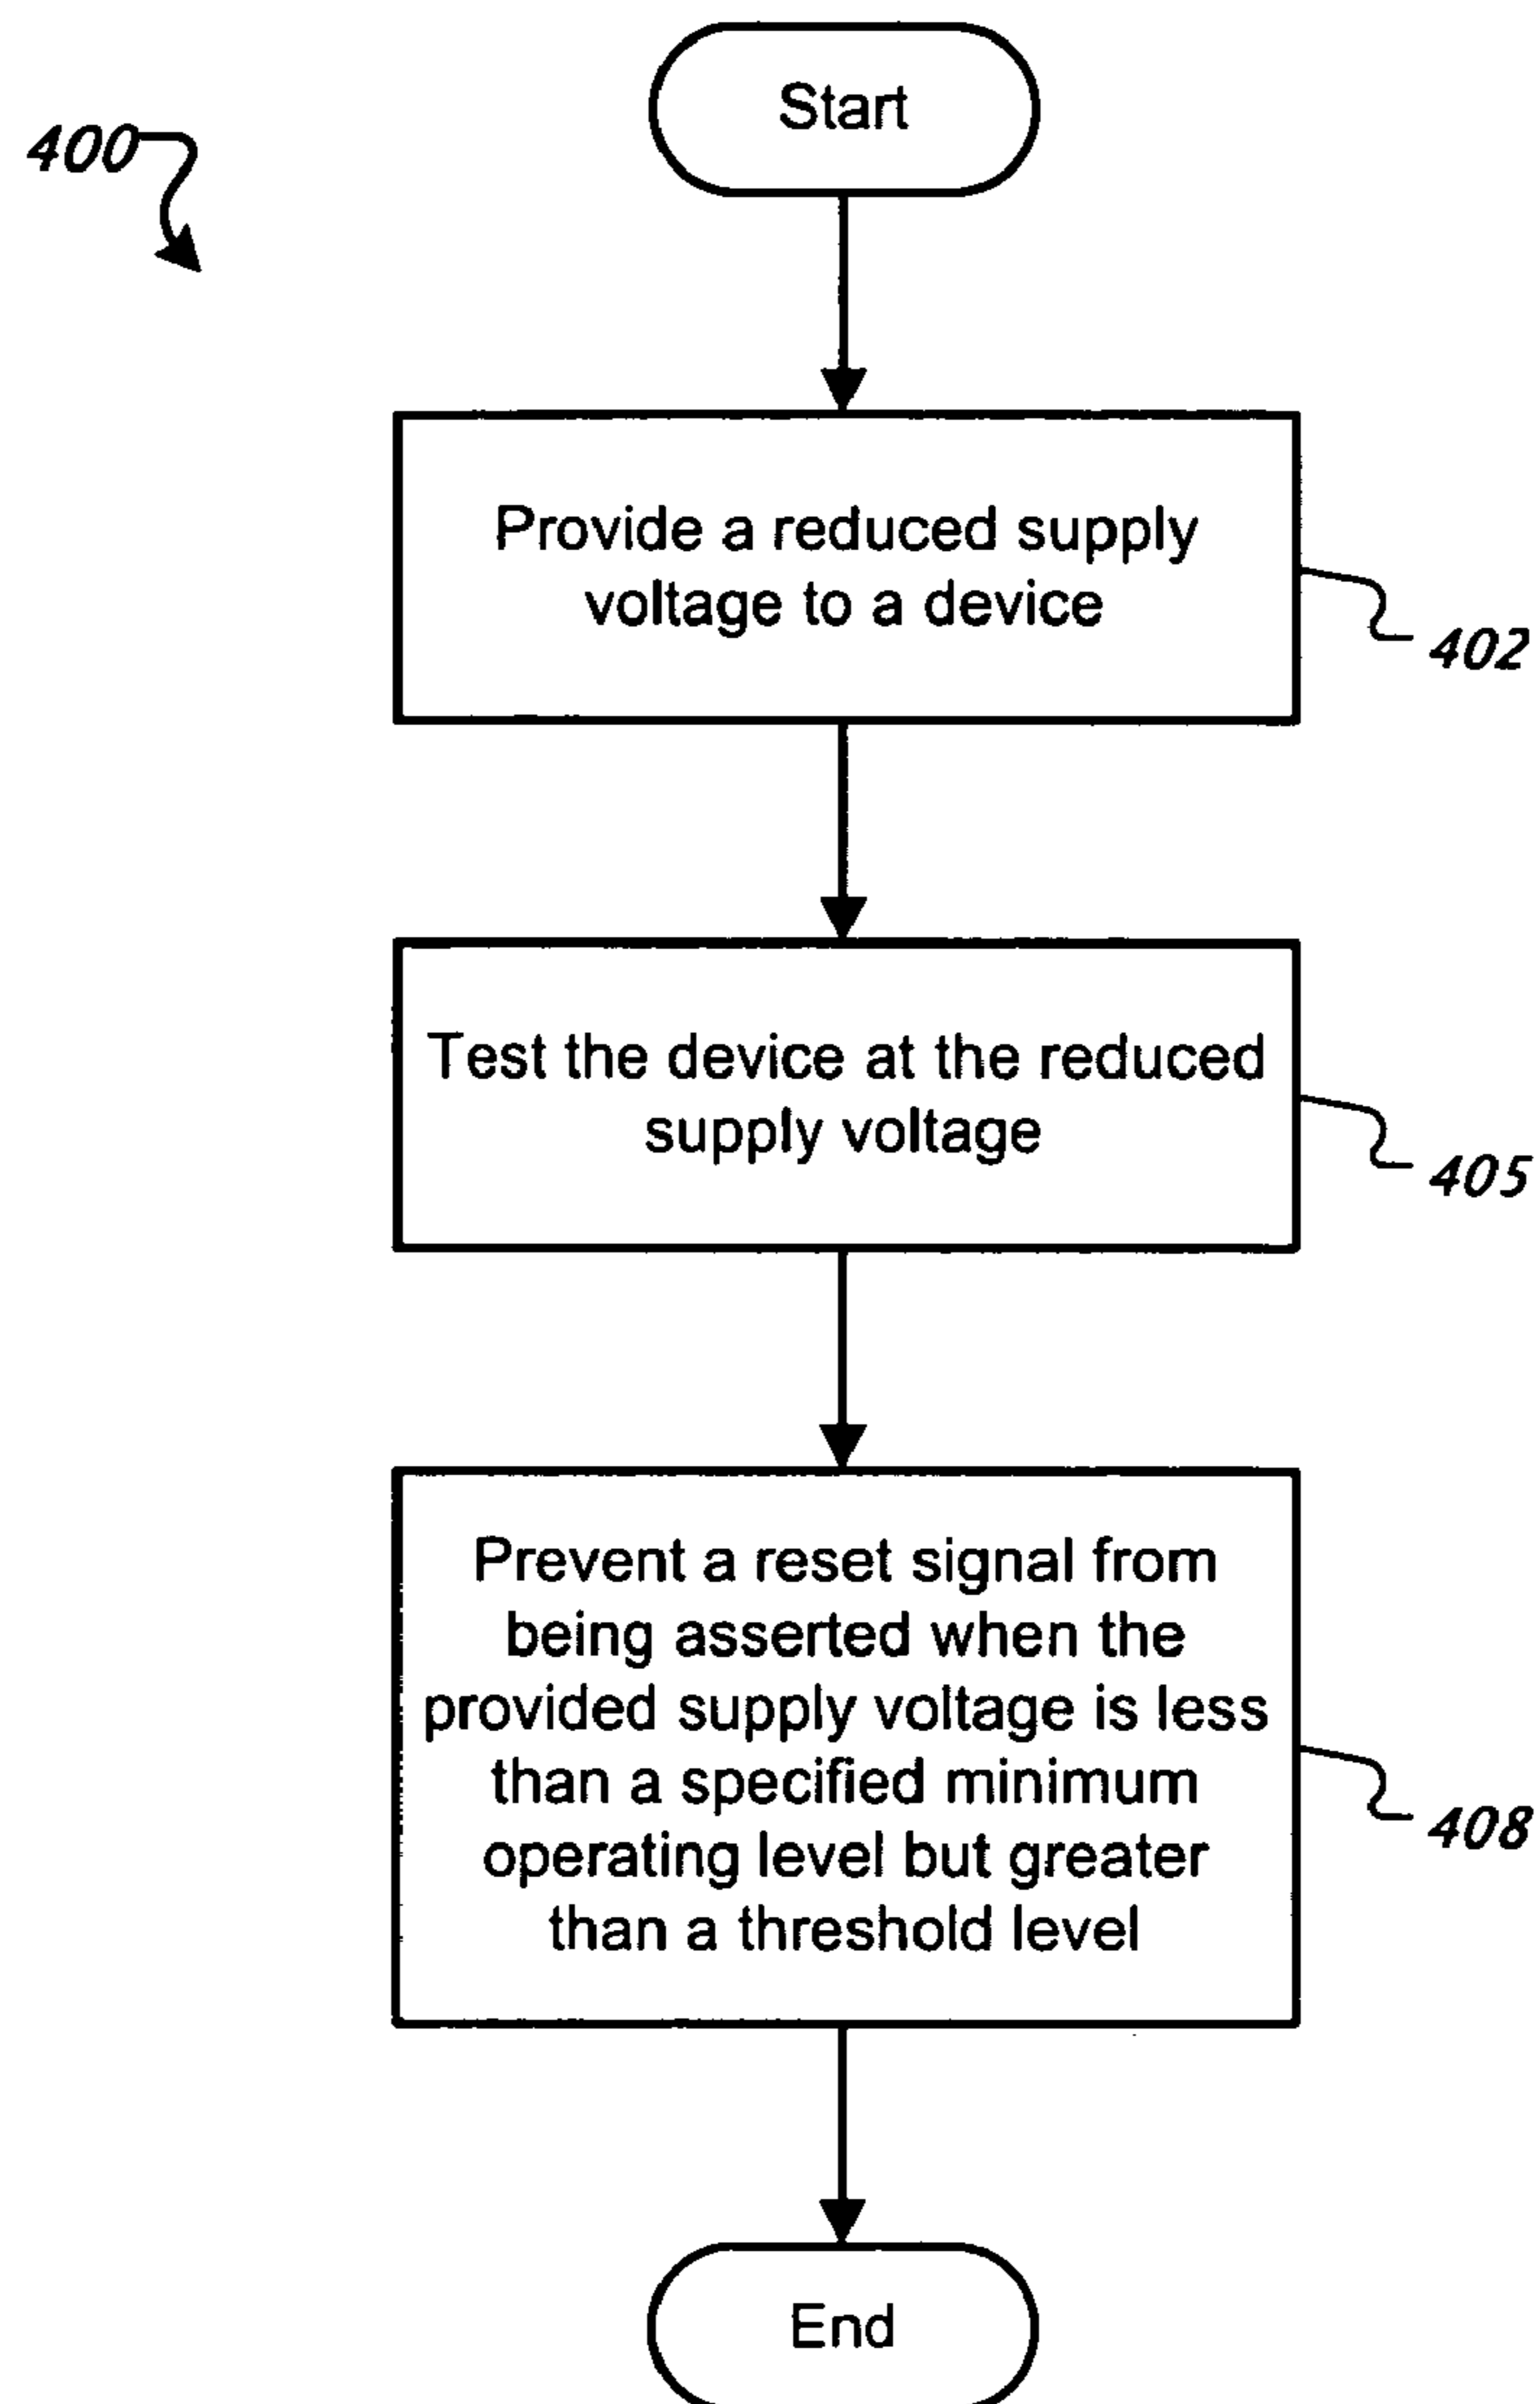 Start
400
Provide a reduced supply
voltage to a device
402
Test the device at the reduced
supply voltage
405
Prevent a reset signal from
being asserted when the
provided supply voltage is less
than a specified minimum
operating level but greater
than a threshold level
408
End